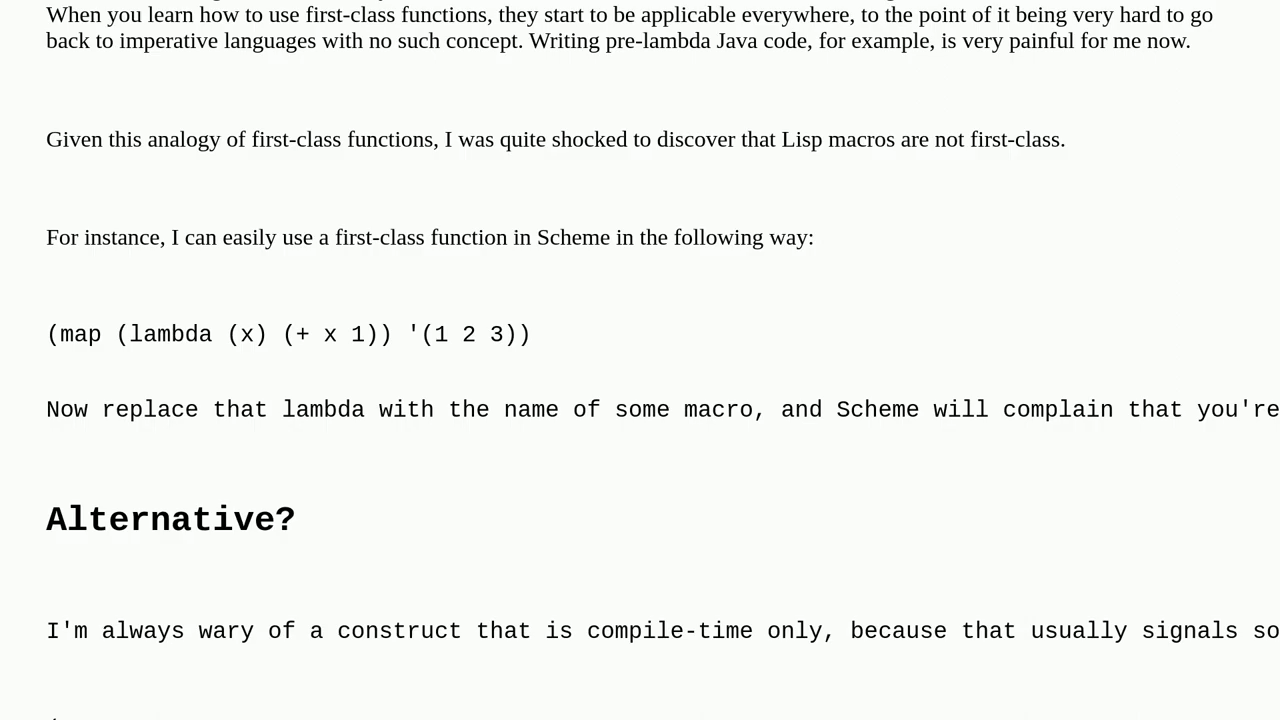 When you learn how to use first-class functions, they start to be applicable everywhere, to the point of it being very hard to go
back to imperative languages with no such concept. Writing pre-lambda Java code, for example, is very painful for me now.
Given this analogy of first-class functions, I was quite shocked to discover that Lisp macros are not first-class.
For instance, I can easily use a first-class function in Scheme in the following way:
(map (lambda (x) (+ x 1)) '(1 2 3))
Now replace that lambda with the name of some macro, and Scheme will complain that you're
Alternative?
I'm always wary of a construct that is compile-time only, because that usually signals so